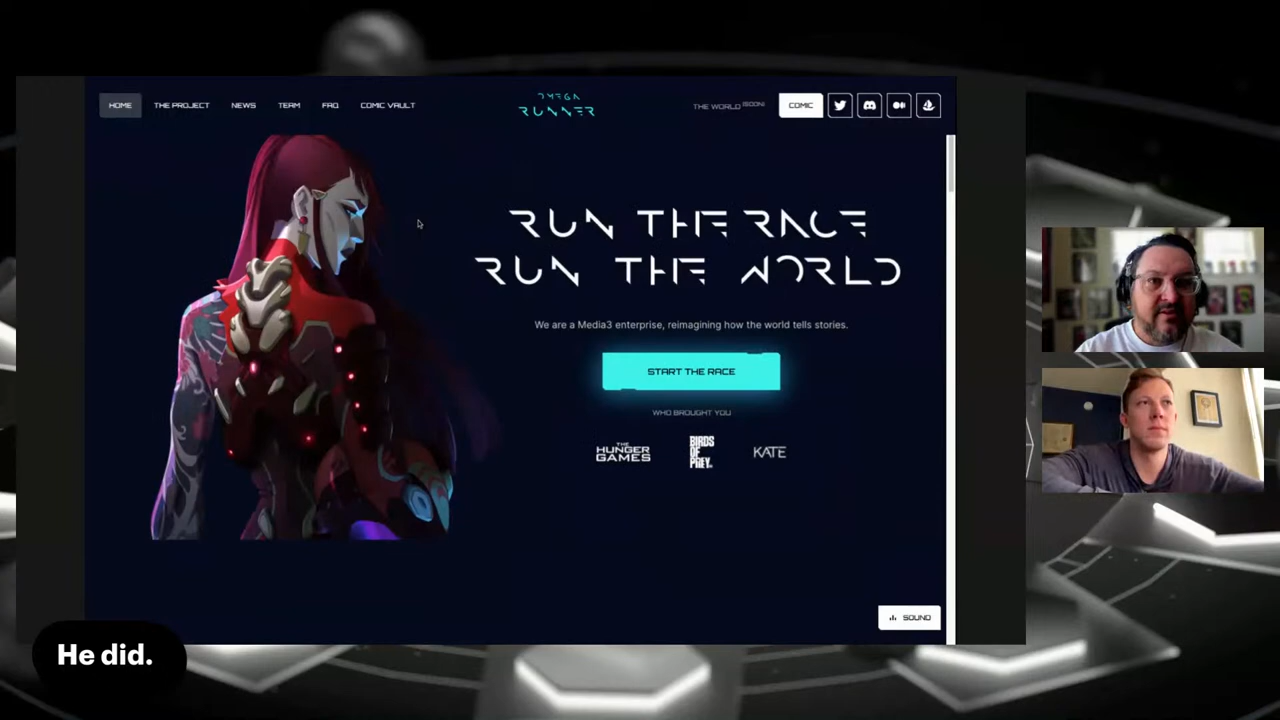 HOME
THE PROJECT
NEWS
TEAM
FAQ
COMIC VAULT
OMEGA
RUNNER
THE WORLD (SOON)
COMIC
RUN THE RACE
RUN THE WORLD
We are a Media3 enterprise, reimagining how the world tells stories.
START THE RACE
WHO BROUGHT YOU
THE
HUNGER
GAMES
BIRDS
OF
PREY
KATE
SOUND
He did.